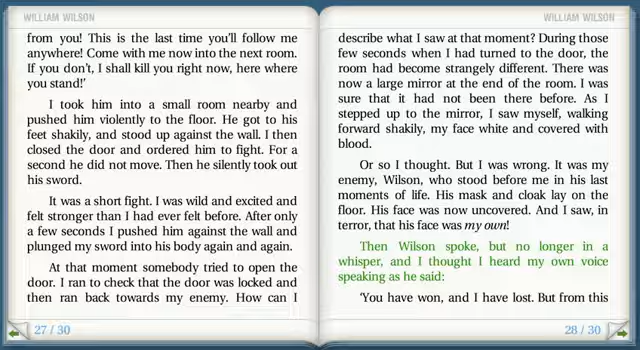 WILLIAM WILSON
from you! This is the last time you'll follow me
anywhere! Come with me now into the next room.
If you don't, I shall kill you right now, here where
you stand!'
I took him into a small room nearby and
pushed him violently to the floor. He got to his
feet shakily, and stood up against the wall. I then
closed the door and ordered him to fight. For a
second he did not move. Then he silently took out
his sword.
It was a short fight. I was wild and excited and
felt stronger than I had ever felt before. After only
a few seconds I pushed him against the wall and
plunged my sword into his body again and again.
At that moment somebody tried to open the
door. I ran to check that the door was locked and
then ran back towards my enemy. How can I
27 / 30
WILLIAM WILSON
describe what I saw at that moment? During those
few seconds when I had turned to the door, the
room had become strangely different. There was
now a large mirror at the end of the room. I was
sure that it had not been there before. As I
stepped up to the mirror, I saw myself, walking
forward shakily, my face white and covered with
blood.
Or so I thought. But I was wrong. It was my
enemy, Wilson, who stood before me in his last
moments of life. His mask and cloak lay on the
floor. His face was now uncovered. And I saw, in
terror, that his face was my own!
Then Wilson spoke, but no longer in a
whisper, and I thought I heard my own voice
speaking as he said:
'You have won, and I have lost. But from this
28 / 30